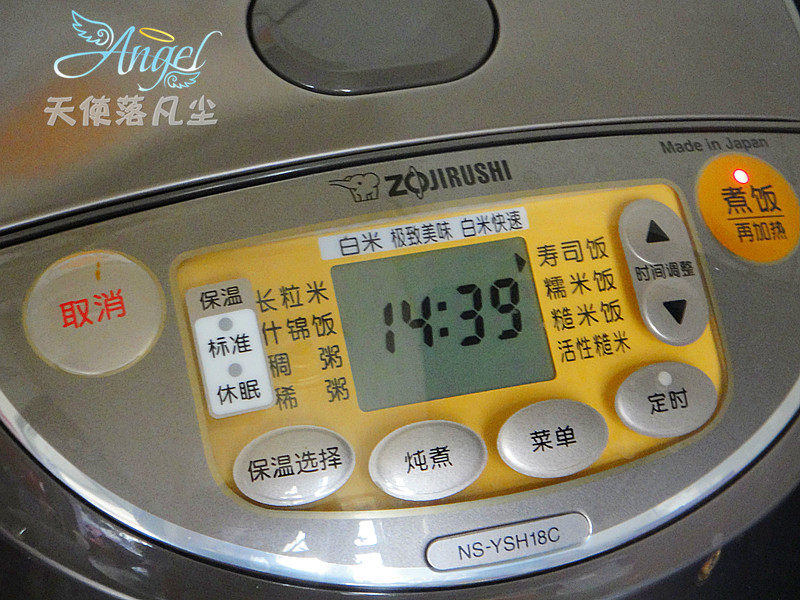 Angel
天使落凡尘
Made in Japan
ZOJIRUSHI
煮饭
再加热
白米 极致美味 白米快速
取消
保温
标准
休眠
长粒米
什锦饭
稠 粥
稀 粥
14:39
寿司饭
糯米饭
糙米饭
活性糙米
时间调整
定时
保温选择
炖煮
菜单
NS-YSH18C